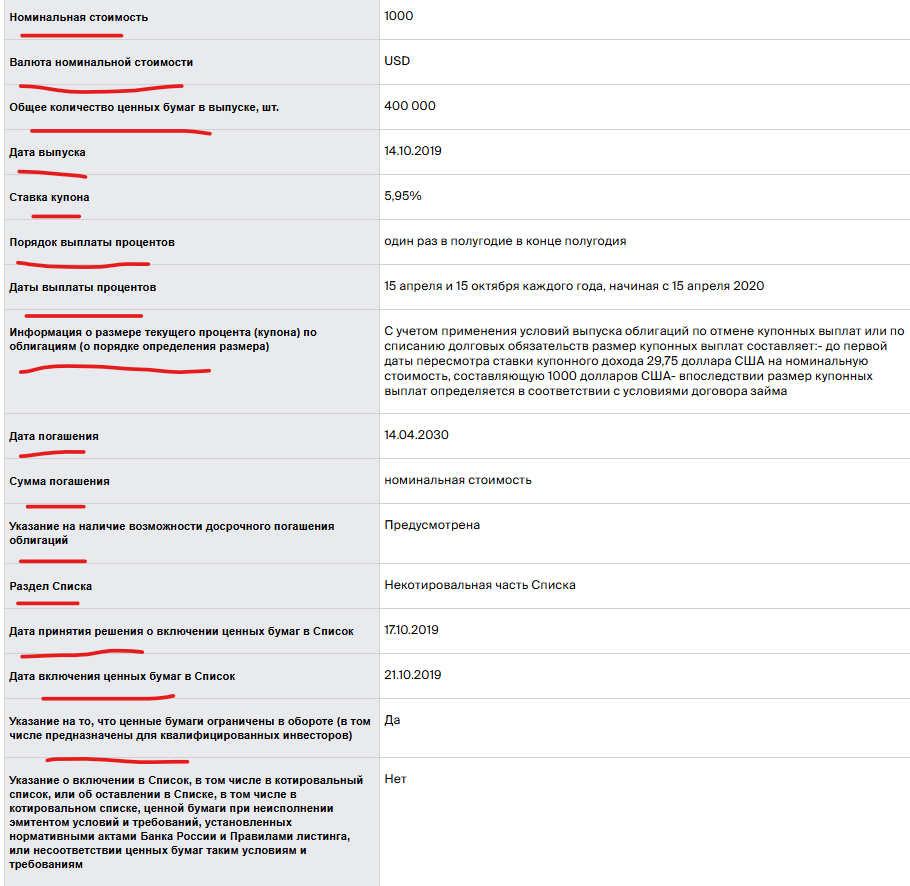 Номинальная стоимость
1000
Валюта номинальной стоимости
USD
Общее количество ценных бумаг в выпуске, шт.
400 000
Дата выпуска
14.10.2019
Ставка купона
5,95%
Порядок выплаты процентов
один раз в полугодие в конце полугодия
Даты выплаты процентов
15 апреля и 15 октября каждого года, начиная с 15 апреля 2020
Информация о размере текущего процента (купона) по
облигациям (о порядке определения размера)
С учетом применения условий выпуска облигаций по отмене купонных выплат или по
списанию долговых обязательств размер купонных выплат составляет:- до первой
даты пересмотра ставки купонного дохода 29,75 доллара США на номинальную
стоимость, составляющую 1000 долларов США- впоследствии размер купонных
выплат определяется в соответствии с условиями договора займа
Дата погашения
14.04.2030
Сумма погашения
номинальная стоимость
Указание на наличие возможности досрочного погашения
облигаций
Предусмотрена
Раздел Списка
Некотировальная часть Списка
Дата принятия решения о включении ценных бумаг в Список
17.10.2019
Дата включения ценных бумаг в Список
21.10.2019
Указание на то, что ценные бумаги ограничены в обороте (в том
числе предназначены для квалифицированных инвесторов)
Да
Указание о включении в Список, в том числе в котировальный
список, или об оставлении в Списке, в том числе в
котировальном списке, ценной бумаги при неисполнении
эмитентом условий и требований, установленных
нормативными актами Банка России и Правилами листинга,
или несоответствии ценных бумаг таким условиям и
требованиям
Нет